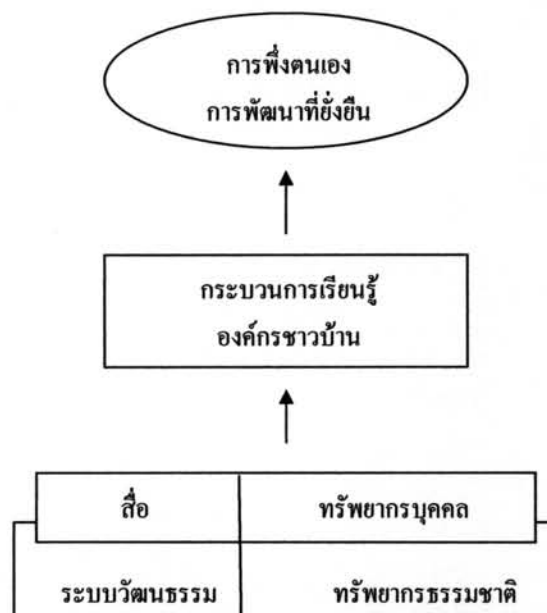 การพึ่งตนเอง
การพัฒนาที่ยั่งยืน
กระบวนการเรียนรู้
องค์กรชาวบ้าน
สื่อ ทรัพยากรบุคคล
ระบบวัฒนธรรม ทรัพยากรธรรมชาติ